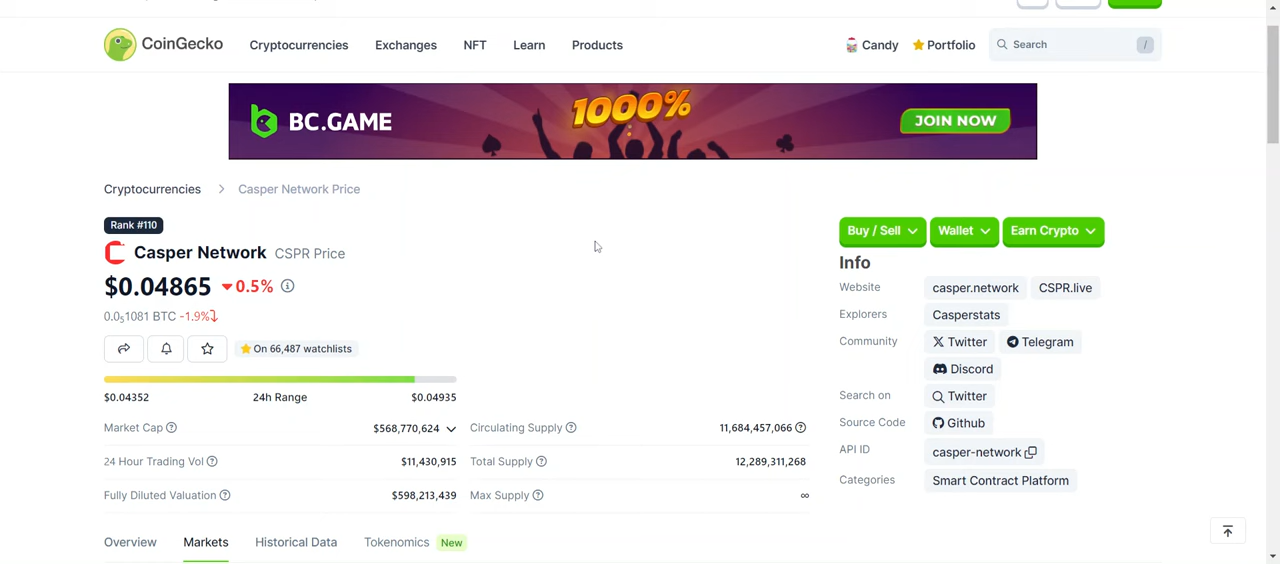 CoinGecko Cryptocurrencies Exchanges NFT Learn Products Candy Portfolio Search /
BC.GAME 1000% JOIN NOW
Cryptocurrencies > Casper Network Price
Rank #110
Casper Network CSPR Price
$0.04865 0.5%
0.0₅1081 BTC -1.9%
On 66,487 watchlists
$0.04352 24h Range $0.04935
Market Cap $568,770,624
24 Hour Trading Vol $11,430,915
Fully Diluted Valuation $598,213,439
Circulating Supply 11,684,457,066
Total Supply 12,289,311,268
Max Supply ∞
Buy / Sell Wallet Earn Crypto
Info
Website casper.network CSPR.live
Explorers Casperstats
Community Twitter Telegram
Discord
Search on Twitter
Source Code Github
API ID casper-network
Categories Smart Contract Platform
Overview Markets Historical Data Tokenomics New